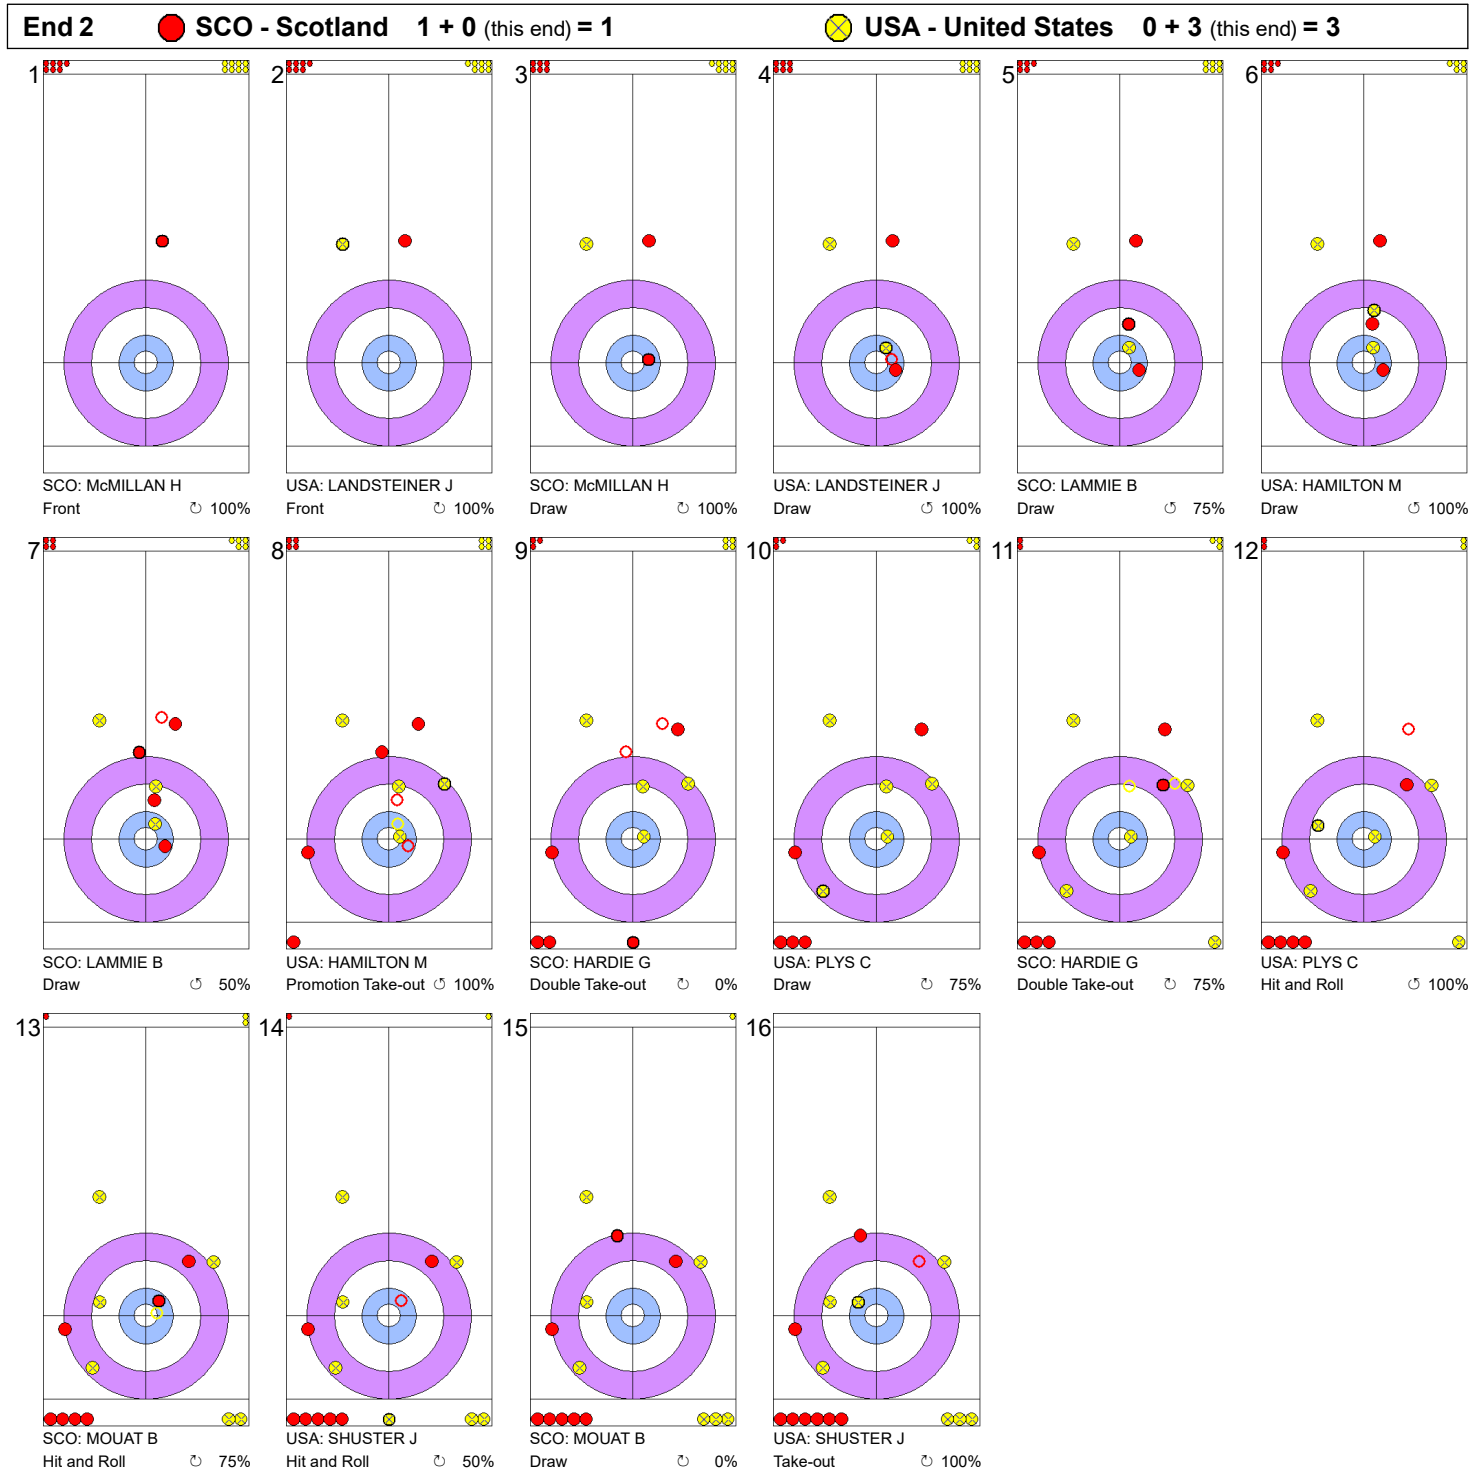 End 2 SCO - Scotland 1 + 0 (this end) = 1 USA - United States 0 + 3 (this end) = 3
1 2 3 4 5 6
SCO: McMILLAN H USA: LANDSTEINER J SCO: McMILLAN H USA: LANDSTEINER J SCO: LAMMIE B USA: HAMILTON M
Front ↻ 100% Front ↻ 100% Draw ↻ 100% Draw ↺ 100% Draw ↺ 75% Draw ↺ 100%
7 8 9 10 11 12
SCO: LAMMIE B USA: HAMILTON M SCO: HARDIE G USA: PLYS C SCO: HARDIE G USA: PLYS C
Draw ↺ 50% Promotion Take-out ↺ 100% Double Take-out ↻ 0% Draw ↻ 75% Double Take-out ↻ 75% Hit and Roll ↺ 100%
13 14 15 16
SCO: MOUAT B USA: SHUSTER J SCO: MOUAT B USA: SHUSTER J
Hit and Roll ↻ 75% Hit and Roll ↻ 50% Draw ↻ 0% Take-out ↻ 100%